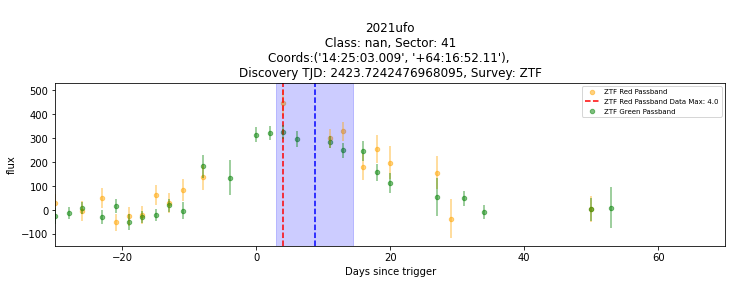 2021ufo
Class: nan, Sector: 41
Coords:('14:25:03.009', '+64:16:52.11'),
Discovery TJD: 2423.7242476968095, Survey: ZTF
500
400
300
200
100
0
−100
flux
ZTF Red Passband
ZTF Red Passband Data Max: 4.0
ZTF Green Passband
−20
0
20
40
60
Days since trigger